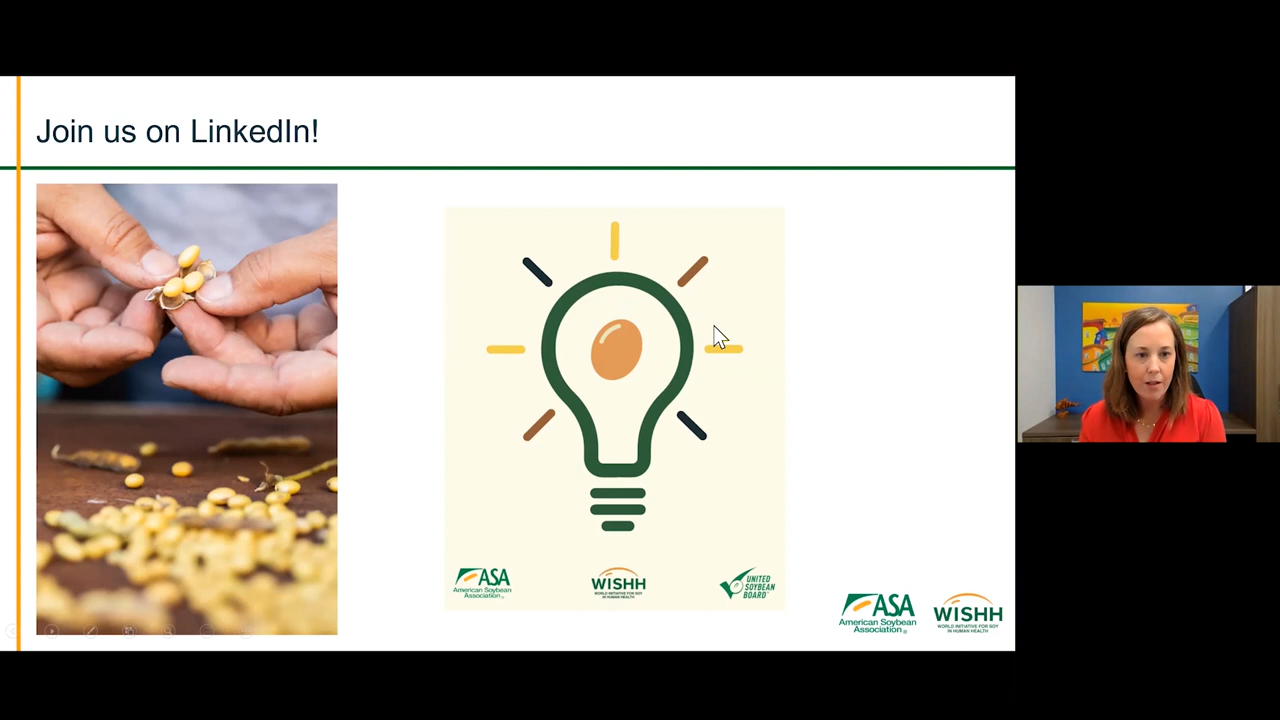 Join us on LinkedIn!
ASA
American Soybean
Association
WISHH
WORLD INITIATIVE FOR SOY
IN HUMAN HEALTH
UNITED
SOYBEAN
BOARD
ASA
American Soybean
Association
WISHH
WORLD INITIATIVE FOR SOY
IN HUMAN HEALTH